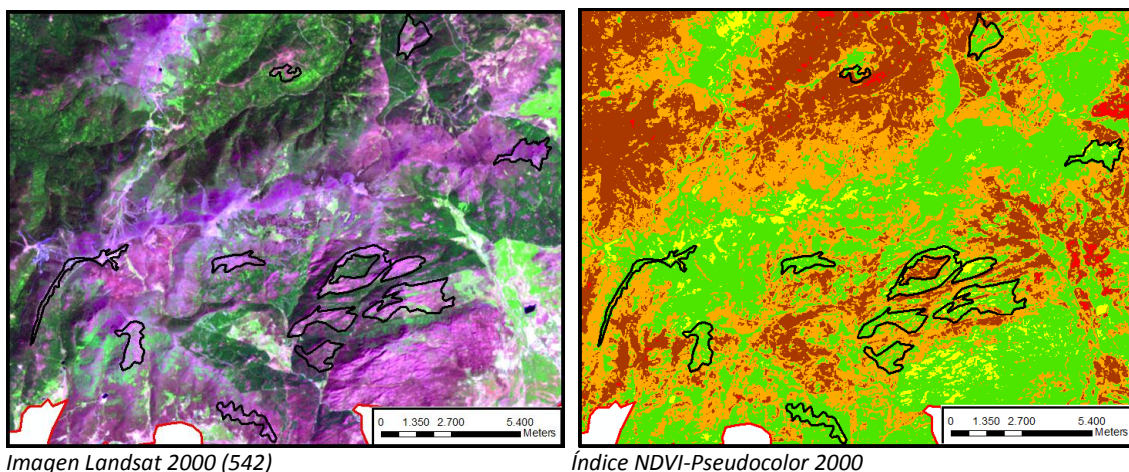 0 1.350 2.700 5.400
Meters
0 1.350 2.700 5.400
Meters
Imagen Landsat 2000 (542)
Índice NDVI-Pseudocolor 2000